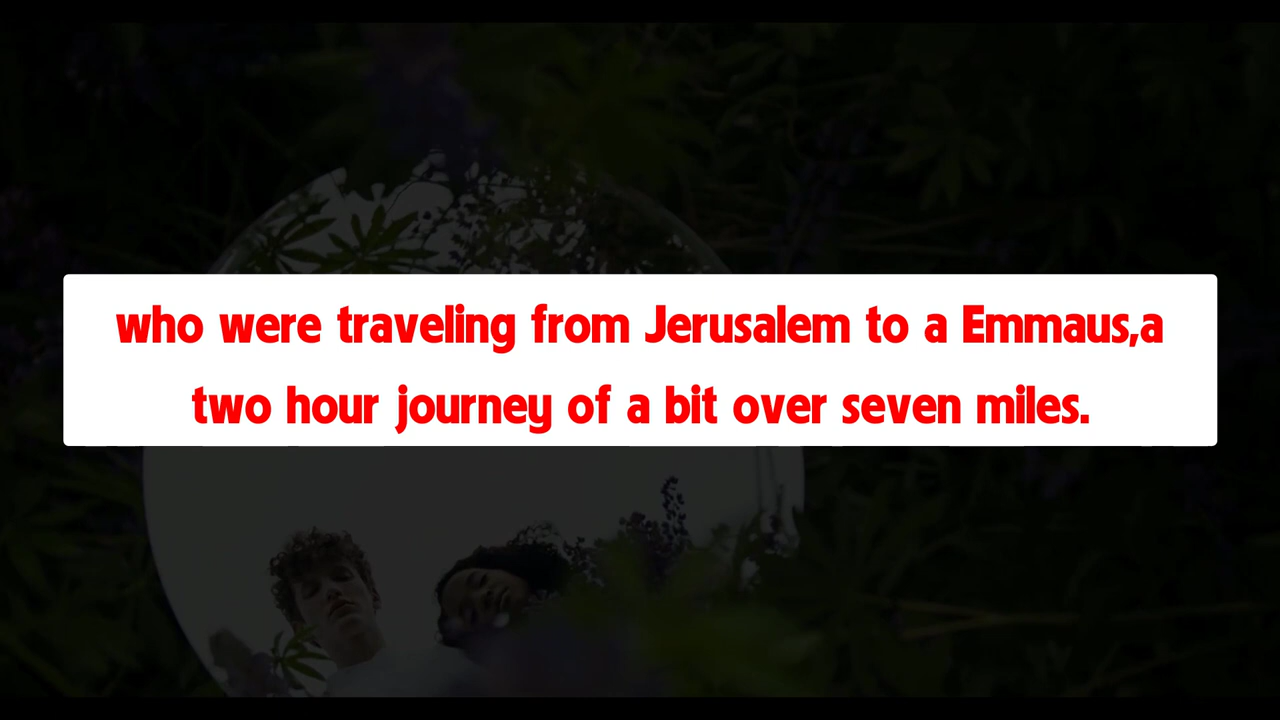 who were traveling from Jerusalem to a Emmaus,a
two hour journey of a bit over seven miles.